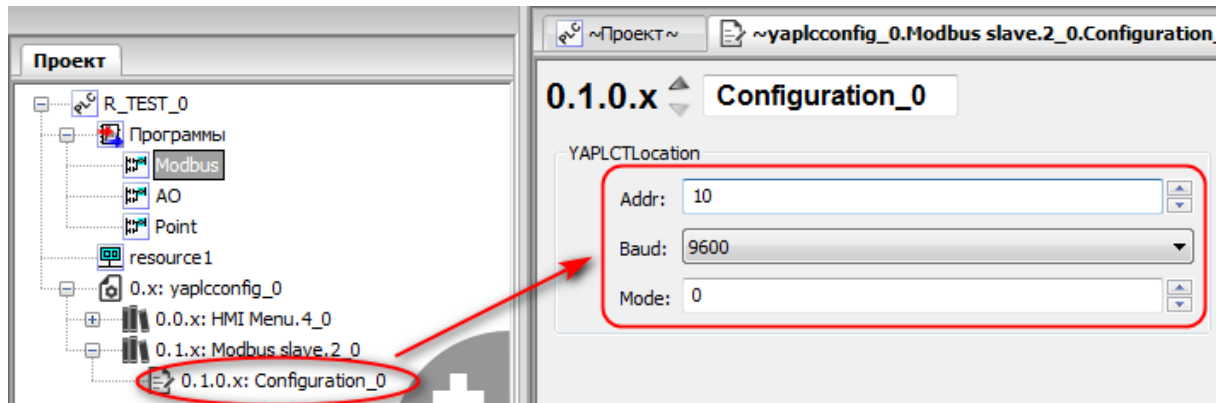 Проект
R_TEST_0
Программы
Modbus
AO
Point
resource1
0.x: yaplcconfig_0
0.0.x: HMI Menu.4_0
0.1.x: Modbus slave.2_0
0.1.0.x: Configuration_0
~Проект~
~yaplcconfig_0.Modbus slave.2_0.Configuration_
0.1.0.x Configuration_0
YAPLCTLocation
Addr: 10
Baud: 9600
Mode: 0